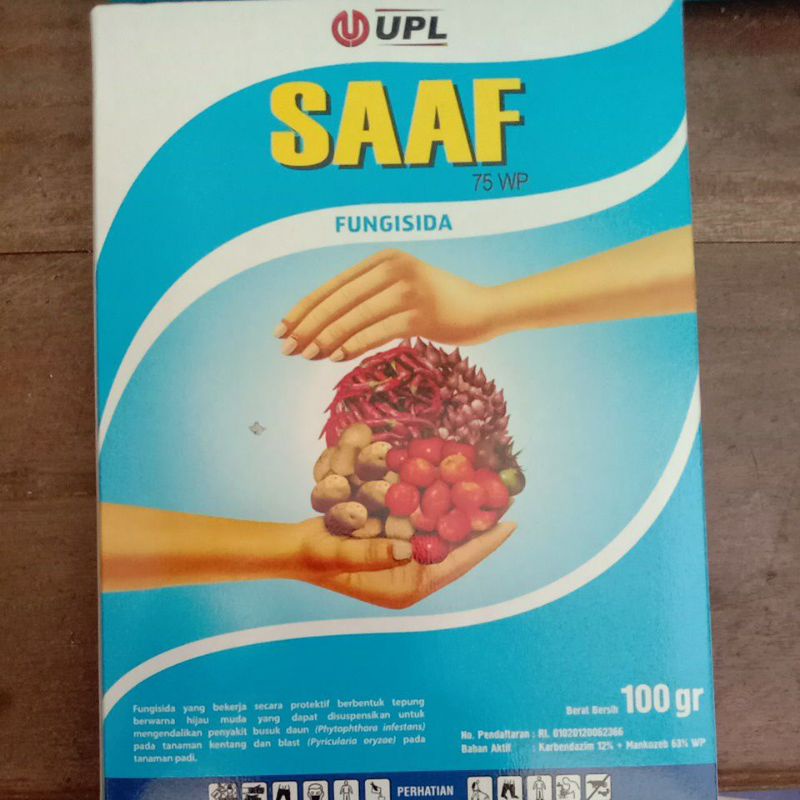 UPL
SAAF
75 WP
FUNGISIDA
Fungisida yang bekerja secara protektif berbentuk tepung
berwarna hijau muda yang dapat disuspensikan untuk
mengendalikan penyakit busuk daun (Phytophthora infestans)
pada tanaman kentang dan blast (Pyricularia oryzae) pada
tanaman padi.
Berat Bersih 100 gr
No. Pendaftaran : RI. 01020120062366
Bahan Aktif : Karbendazim 12% + Mankozeb 63% WP
PERHATIAN